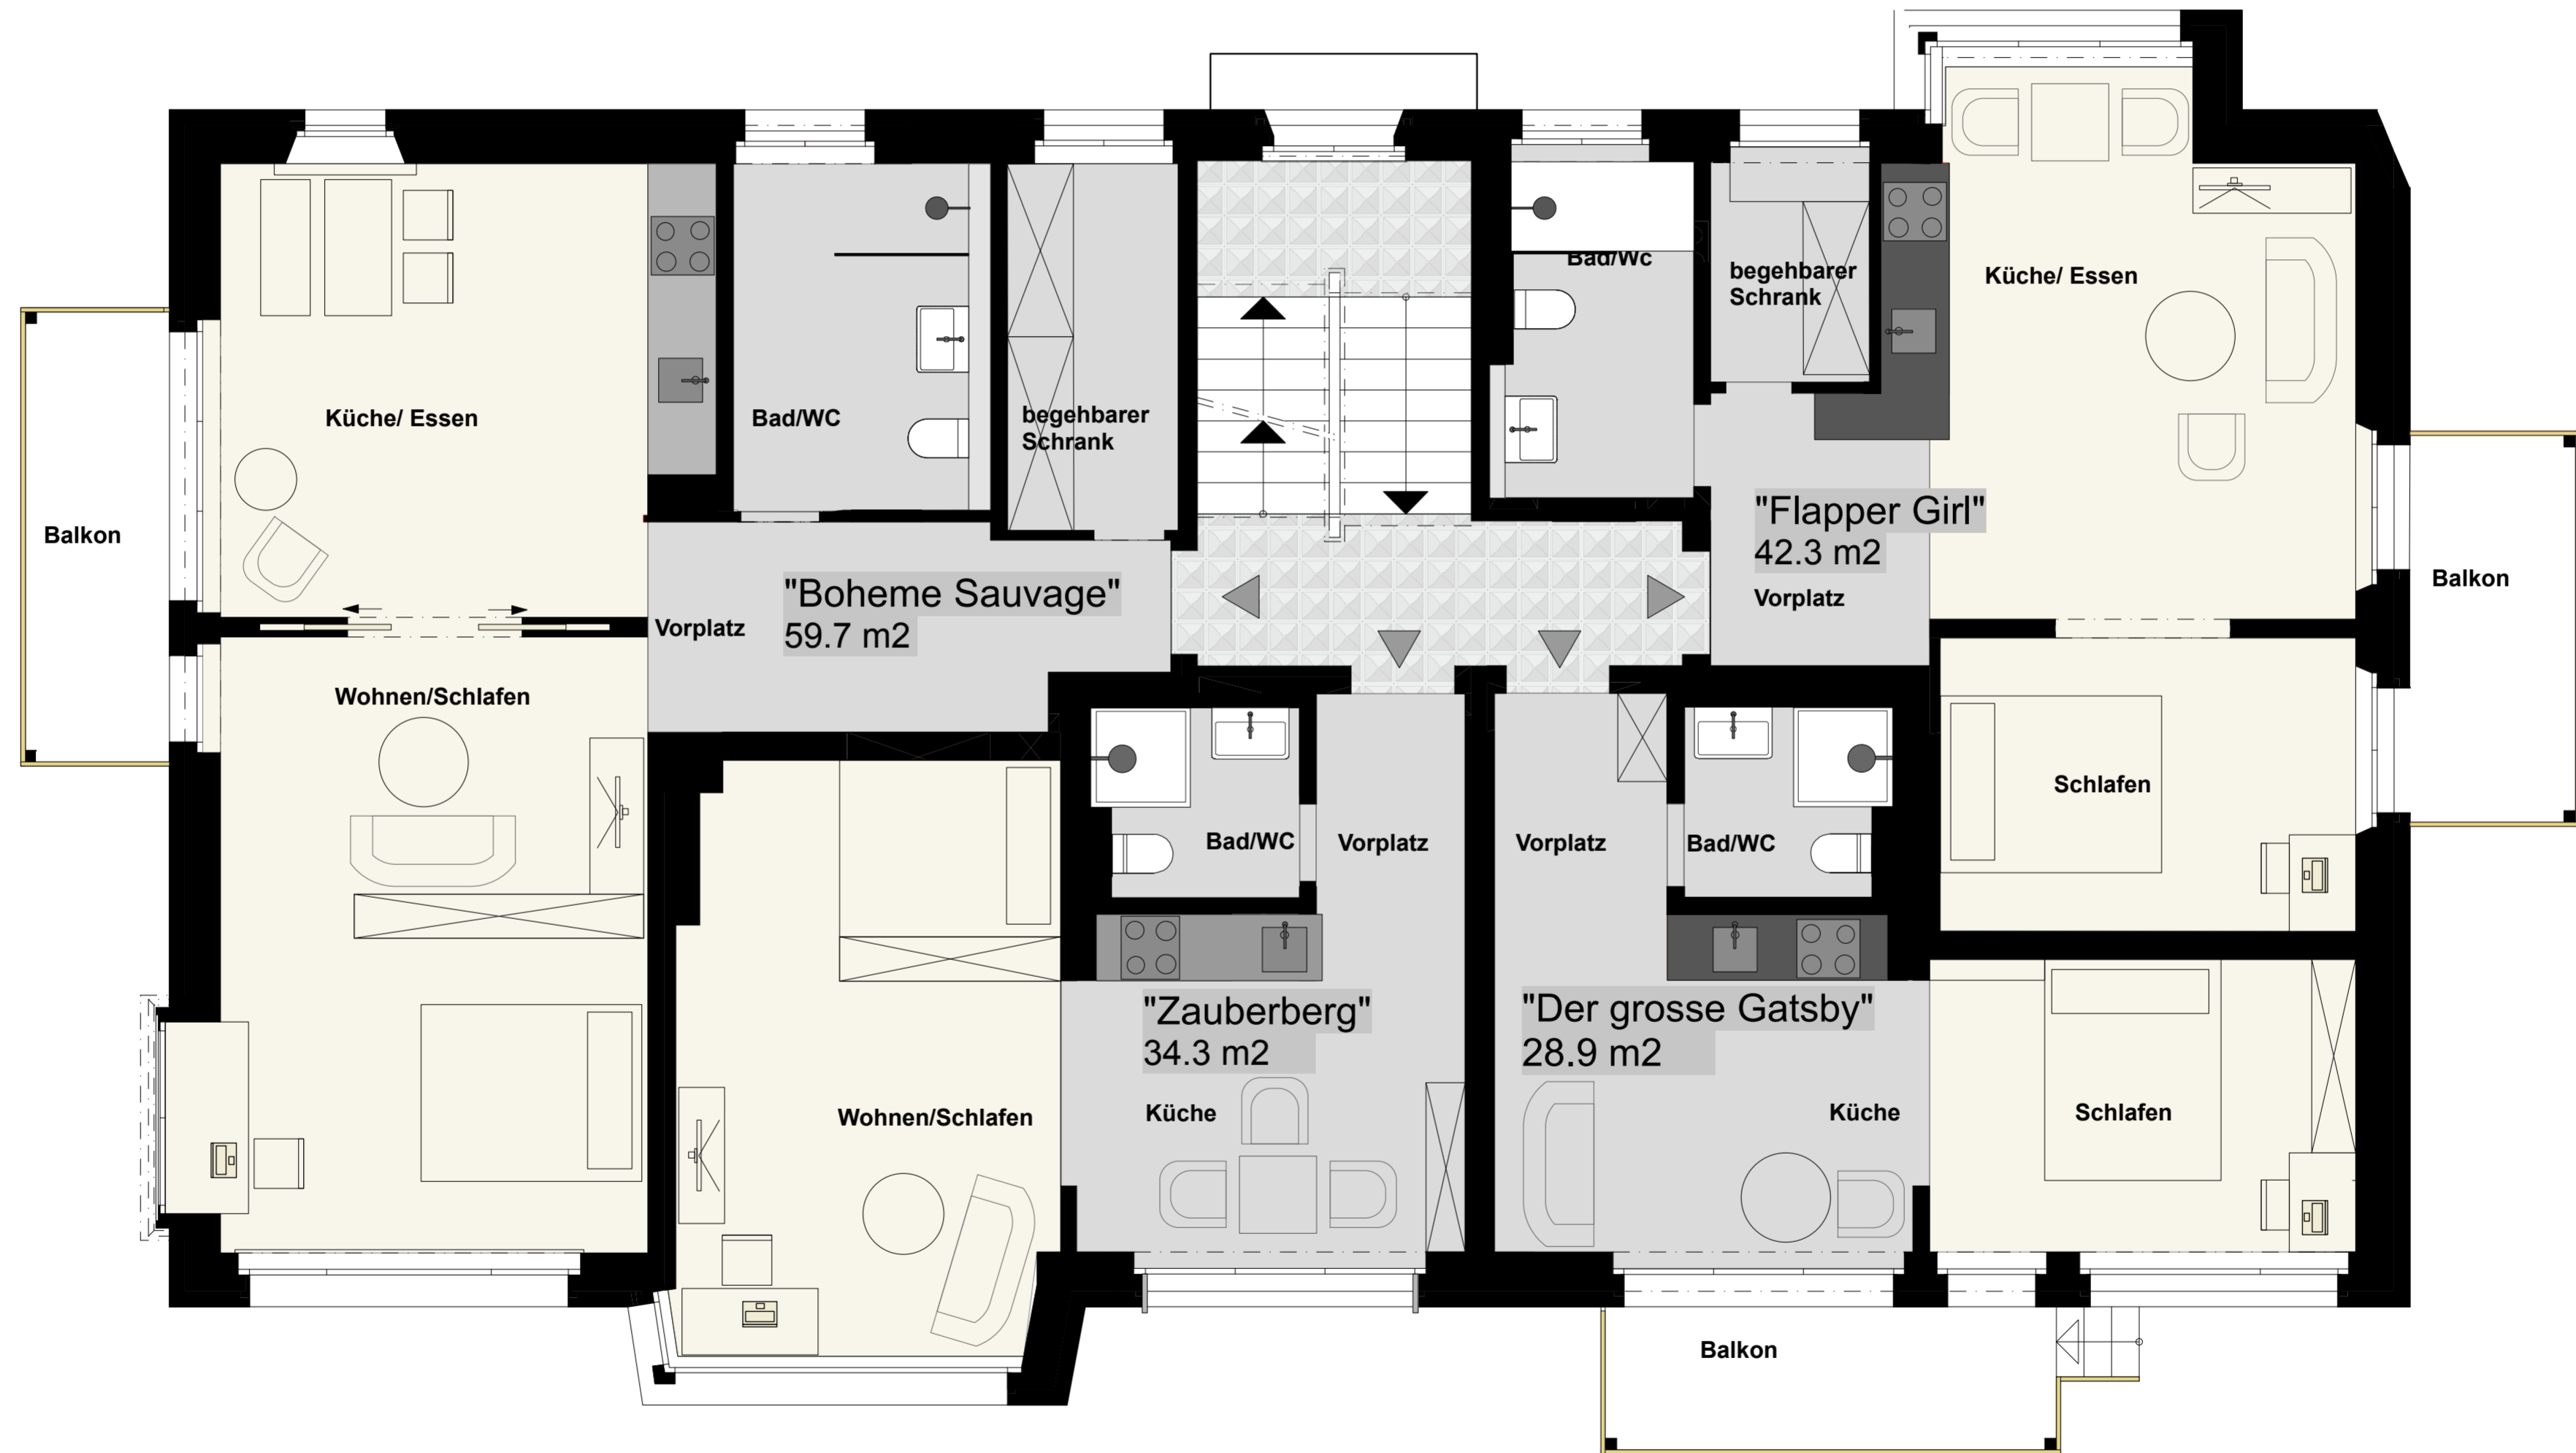 Bad/Wc
begehbarer
Schrank
Küche/ Essen
Küche/ Essen
Bad/WC
begehbarer
Schrank
Balkon
"Flapper Girl"
42.3 m2
Vorplatz
Balkon
"Boheme Sauvage"
59.7 m2
Vorplatz
Wohnen/Schlafen
Schlafen
Bad/WC
Vorplatz
Vorplatz
Bad/WC
"Zauberberg"
34.3 m2
"Der grosse Gatsby"
28.9 m2
Wohnen/Schlafen
Küche
Küche
Schlafen
Balkon